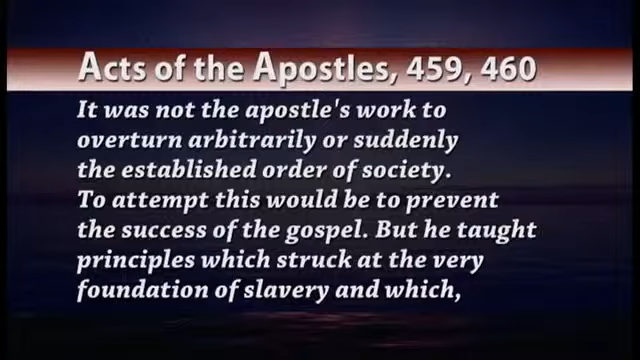 Acts of the Apostles, 459, 460
It was not the apostle's work to
overturn arbitrarily or suddenly
the established order of society.
To attempt this would be to prevent
the success of the gospel. But he taught
principles which struck at the very
foundation of slavery and which,